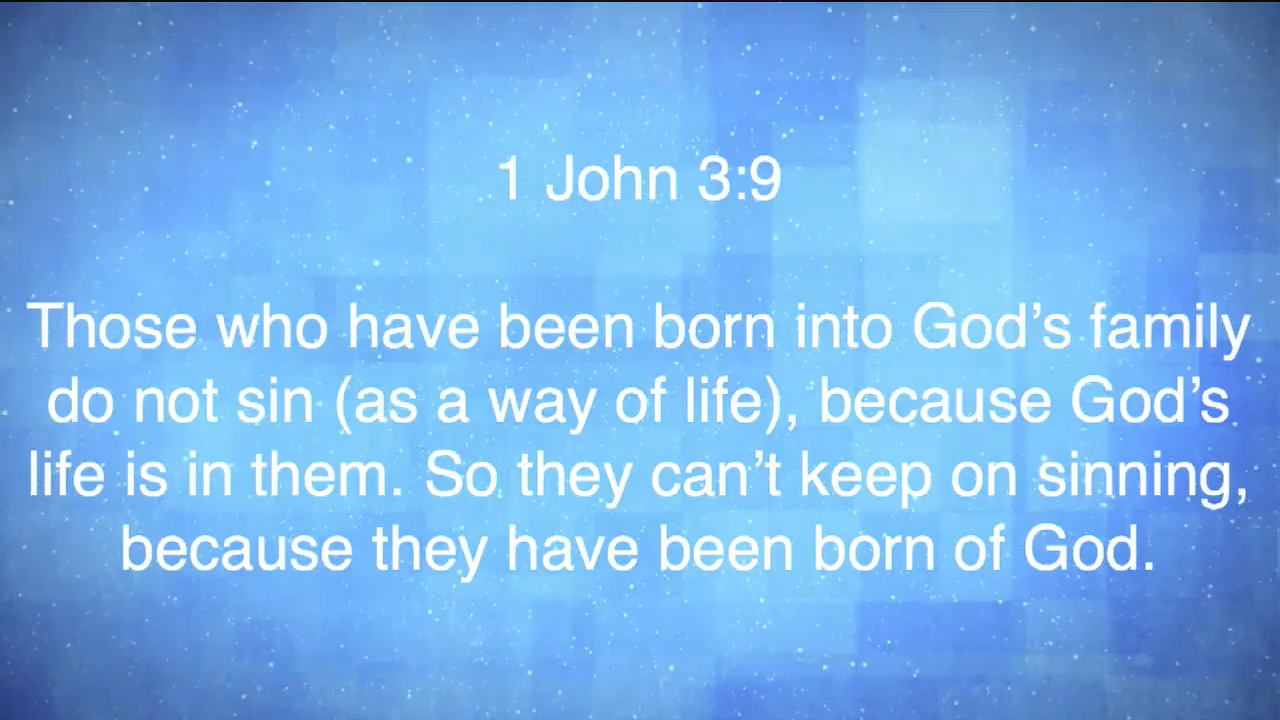 1 John 3:9
Those who have been born into God’s family
do not sin (as a way of life), because God’s
life is in them. So they can’t keep on sinning,
because they have been born of God.